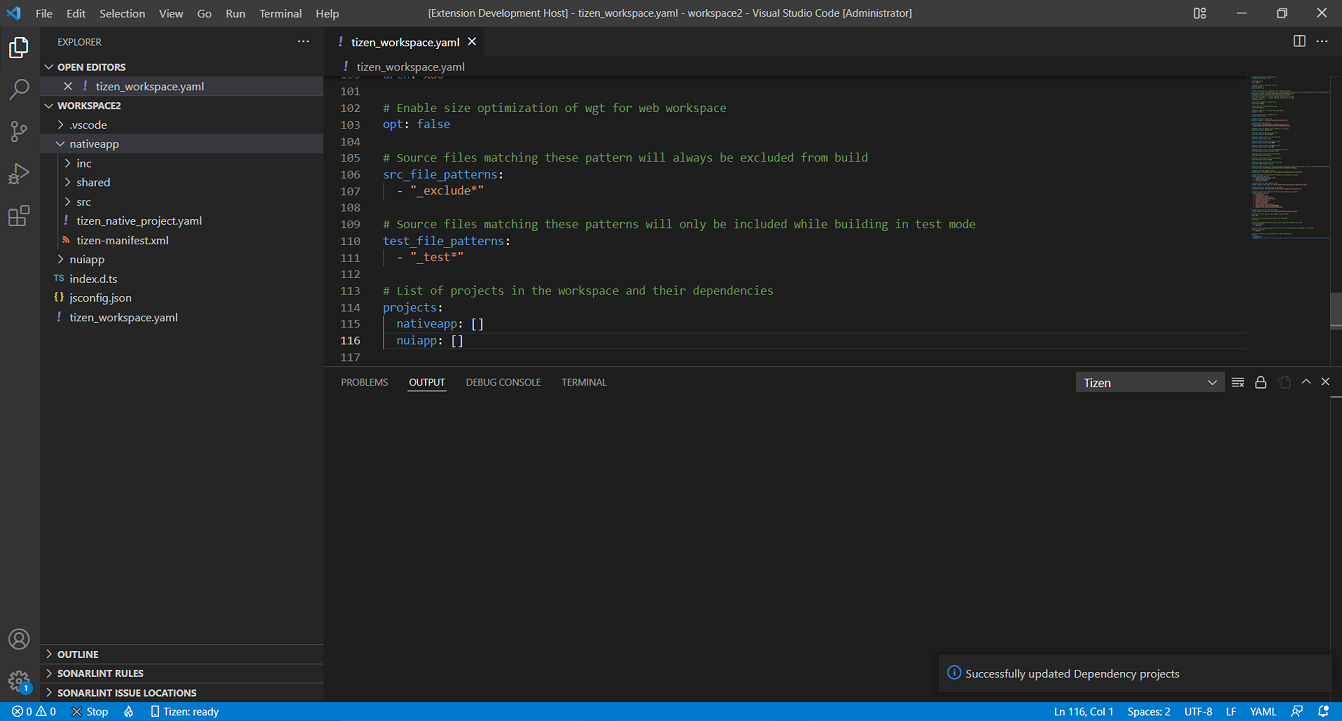 File Edit Selection View Go Run Terminal Help [Extension Development Host] - tizen_workspace.yaml - workspace2 - Visual Studio Code [Administrator]
EXPLORER
OPEN EDITORS
! tizen_workspace.yaml
WORKSPACE2
.vscode
nativeapp
inc
shared
src
! tizen_native_project.yaml
tizen-manifest.xml
nuiapp
TS index.d.ts
{} jsconfig.json
! tizen_workspace.yaml
OUTLINE
SONARLINT RULES
SONARLINT ISSUE LOCATIONS
! tizen_workspace.yaml
! tizen_workspace.yaml
101
102 # Enable size optimization of wgt for web workspace
103 opt: false
104
105 # Source files matching these pattern will always be excluded from build
106 src_file_patterns:
107 - "_exclude*"
108
109 # Source files matching these patterns will only be included while building in test mode
110 test_file_patterns:
111 - "_test*"
112
113 # List of projects in the workspace and their dependencies
114 projects:
115 nativeapp: []
116 nuiapp: []
117
PROBLEMS OUTPUT DEBUG CONSOLE TERMINAL Tizen
Successfully updated Dependency projects
1
0 0 Stop Tizen: ready Ln 116, Col 1 Spaces: 2 UTF-8 LF YAML